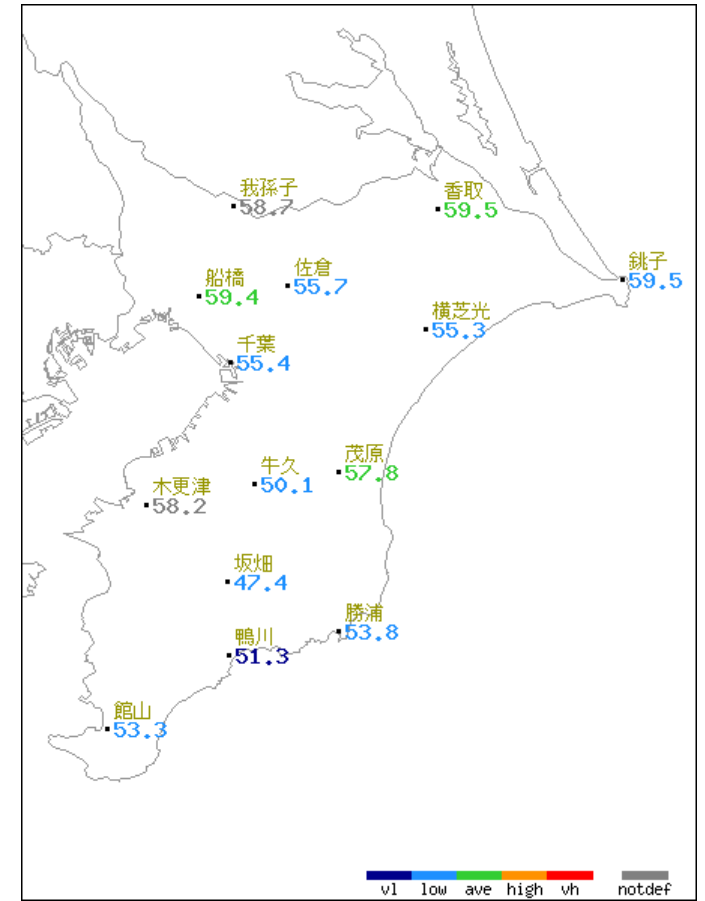 我孫子
58.7
香取
59.5
銚子
59.5
船橋
59.4
佐倉
55.7
横芝光
55.3
千葉
55.4
茂原
57.8
牛久
50.1
木更津
58.2
坂畑
47.4
勝浦
53.8
鴨川
51.3
館山
53.3
vl low ave high vh notdef